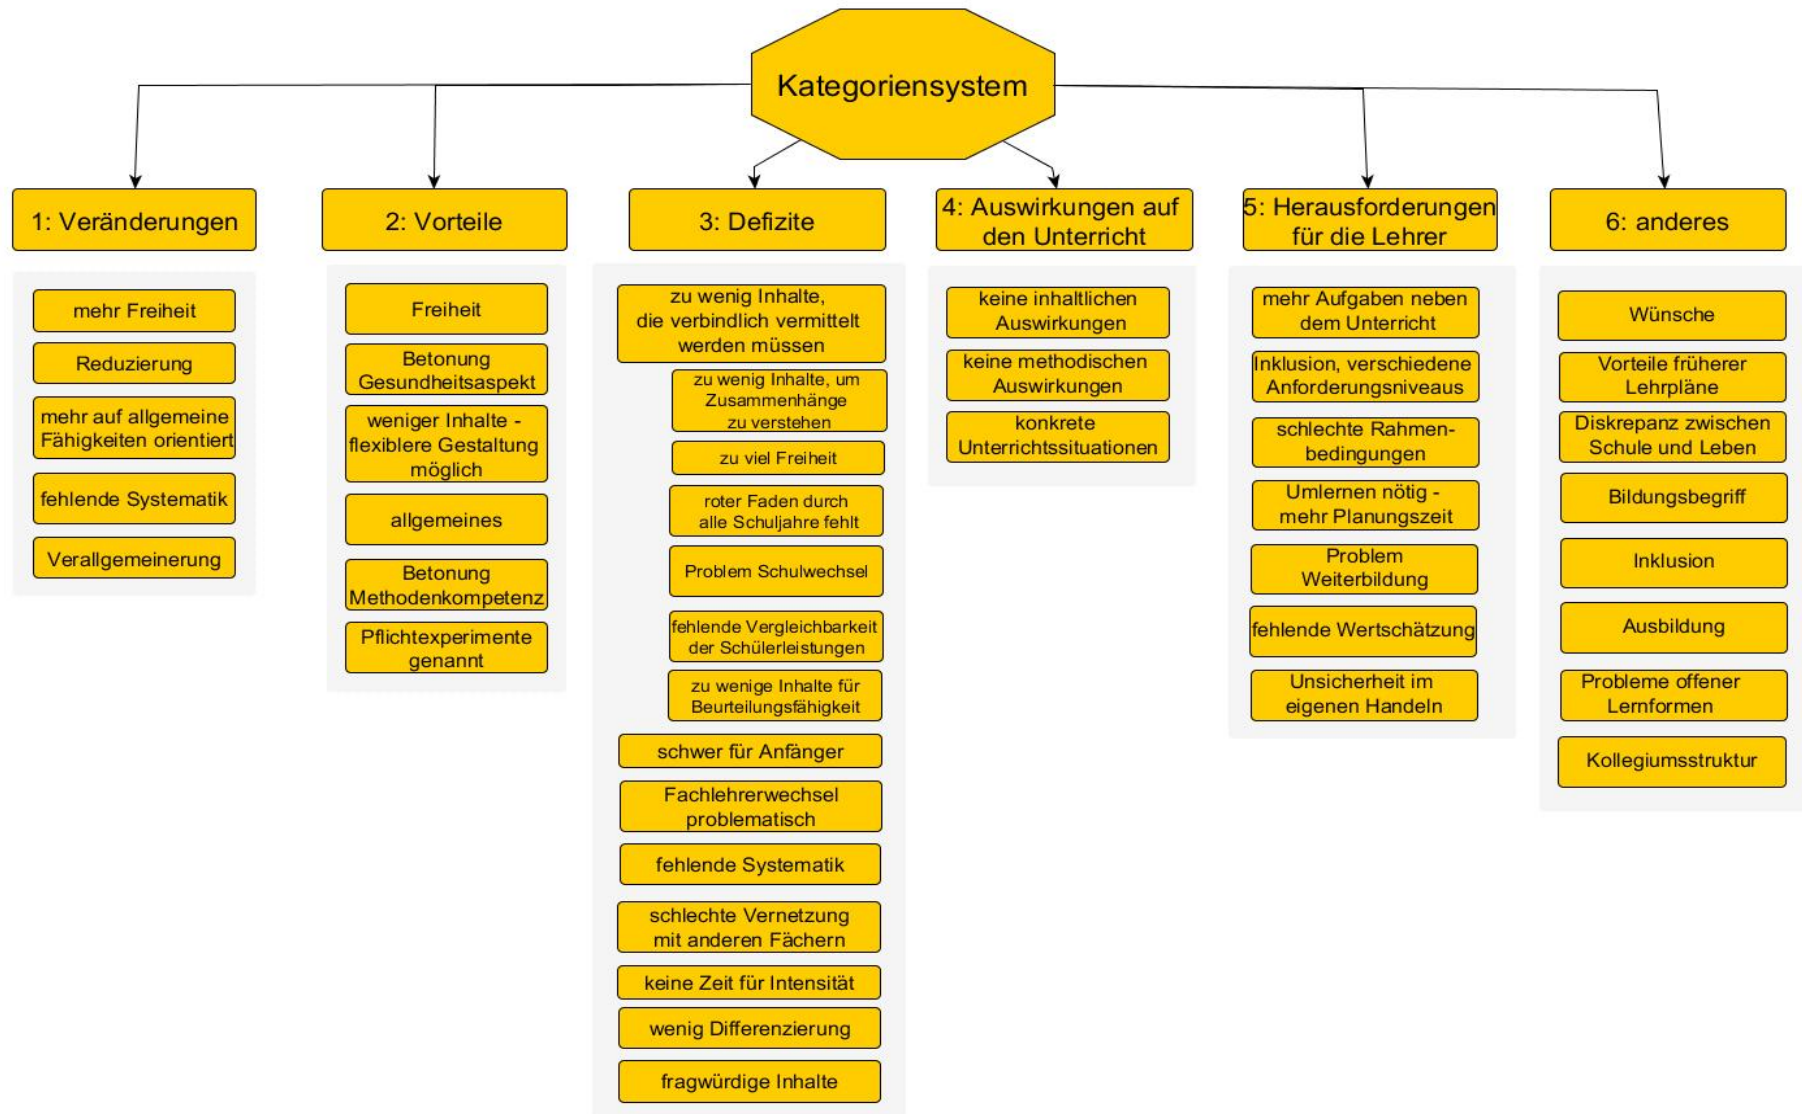 Kategoriensystem
1: Veränderungen
mehr Freiheit
Reduzierung
mehr auf allgemeine
Fähigkeiten orientiert
fehlende Systematik
Verallgemeinerung
2: Vorteile
Freiheit
Betonung
Gesundheitsaspekt
weniger Inhalte -
flexiblere Gestaltung
möglich
allgemeines
Betonung
Methodenkompetenz
Pflichtexperimente
genannt
3: Defizite
zu wenig Inhalte,
die verbindlich vermittelt
werden müssen
zu wenig Inhalte, um
Zusammenhänge
zu verstehen
zu viel Freiheit
roter Faden durch
alle Schuljahre fehlt
Problem Schulwechsel
fehlende Vergleichbarkeit
der Schülerleistungen
zu wenige Inhalte für
Beurteilungsfähigkeit
schwer für Anfänger
Fachlehrerwechsel
problematisch
fehlende Systematik
schlechte Vernetzung
mit anderen Fächern
keine Zeit für Intensität
wenig Differenzierung
fragwürdige Inhalte
4: Auswirkungen auf
den Unterricht
keine inhaltlichen
Auswirkungen
keine methodischen
Auswirkungen
konkrete
Unterrichtssituationen
5: Herausforderungen
für die Lehrer
mehr Aufgaben neben
dem Unterricht
Inklusion, verschiedene
Anforderungsniveaus
schlechte Rahmen-
bedingungen
Umlernen nötig -
mehr Planungszeit
Problem
Weiterbildung
fehlende Wertschätzung
Unsicherheit im
eigenen Handeln
6: anderes
Wünsche
Vorteile früherer
Lehrpläne
Diskrepanz zwischen
Schule und Leben
Bildungsbegriff
Inklusion
Ausbildung
Probleme offener
Lernformen
Kollegiumsstruktur